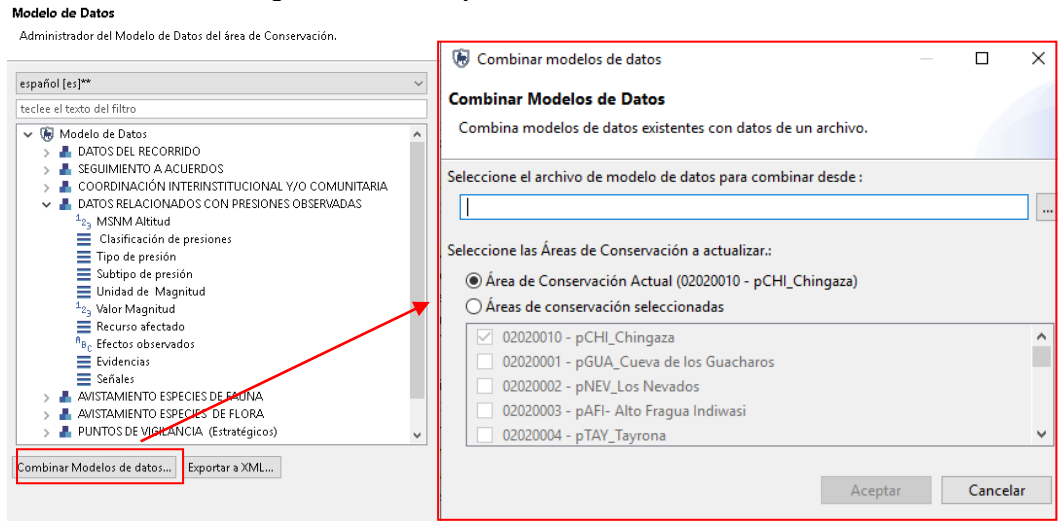 Modelo de Datos
Administrador del Modelo de Datos del área de Conservación.
español [es]**
teclee el texto del filtro
Modelo de Datos
DATOS DEL RECORRIDO
SEGUIMIENTO A ACUERDOS
COORDINACIÓN INTERINSTITUCIONAL Y/O COMUNITARIA
DATOS RELACIONADOS CON PRESIONES OBSERVADAS
MSNM Altitud
Clasificación de presiones
Tipo de presión
Subtipo de presión
Unidad de Magnitud
Valor Magnitud
Recurso afectado
Efectos observados
Evidencias
Señales
AVISTAMIENTO ESPECIES DE FAUNA
AVISTAMIENTO ESPECIES DE FLORA
PUNTOS DE VIGILANCIA (Estratégicos)
Combinar Modelos de datos... Exportar a XML...
Combinar modelos de datos
Combinar Modelos de Datos
Combina modelos de datos existentes con datos de un archivo.
Seleccione el archivo de modelo de datos para combinar desde :
...
Seleccione las Áreas de Conservación a actualizar.:
Área de Conservación Actual (02020010 - pCHI_Chingaza)
Áreas de conservación seleccionadas
02020010 - pCHI_Chingaza
02020001 - pGUA_Cueva de los Guacharos
02020002 - pNEV_Los Nevados
02020003 - pAFI- Alto Fragua Indiwasi
02020004 - pTAY_Tayrona
Aceptar Cancelar